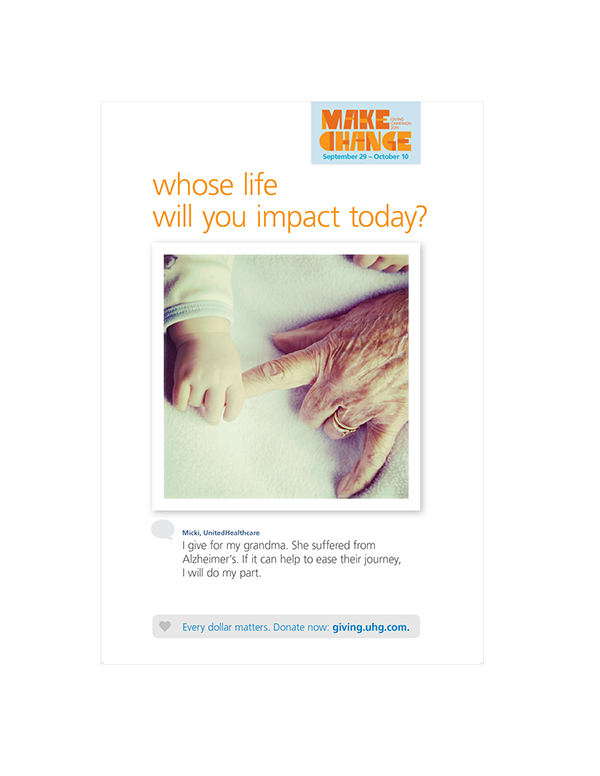 MAKE
GIVING
CAMPAIGN
CHANGE
September 29 – October 10
whose life
will you impact today?
Micki, UnitedHealthcare
I give for my grandma. She suffered from
Alzheimer's. If it can help to ease their journey,
I will do my part.
Every dollar matters. Donate now: giving.uhg.com.